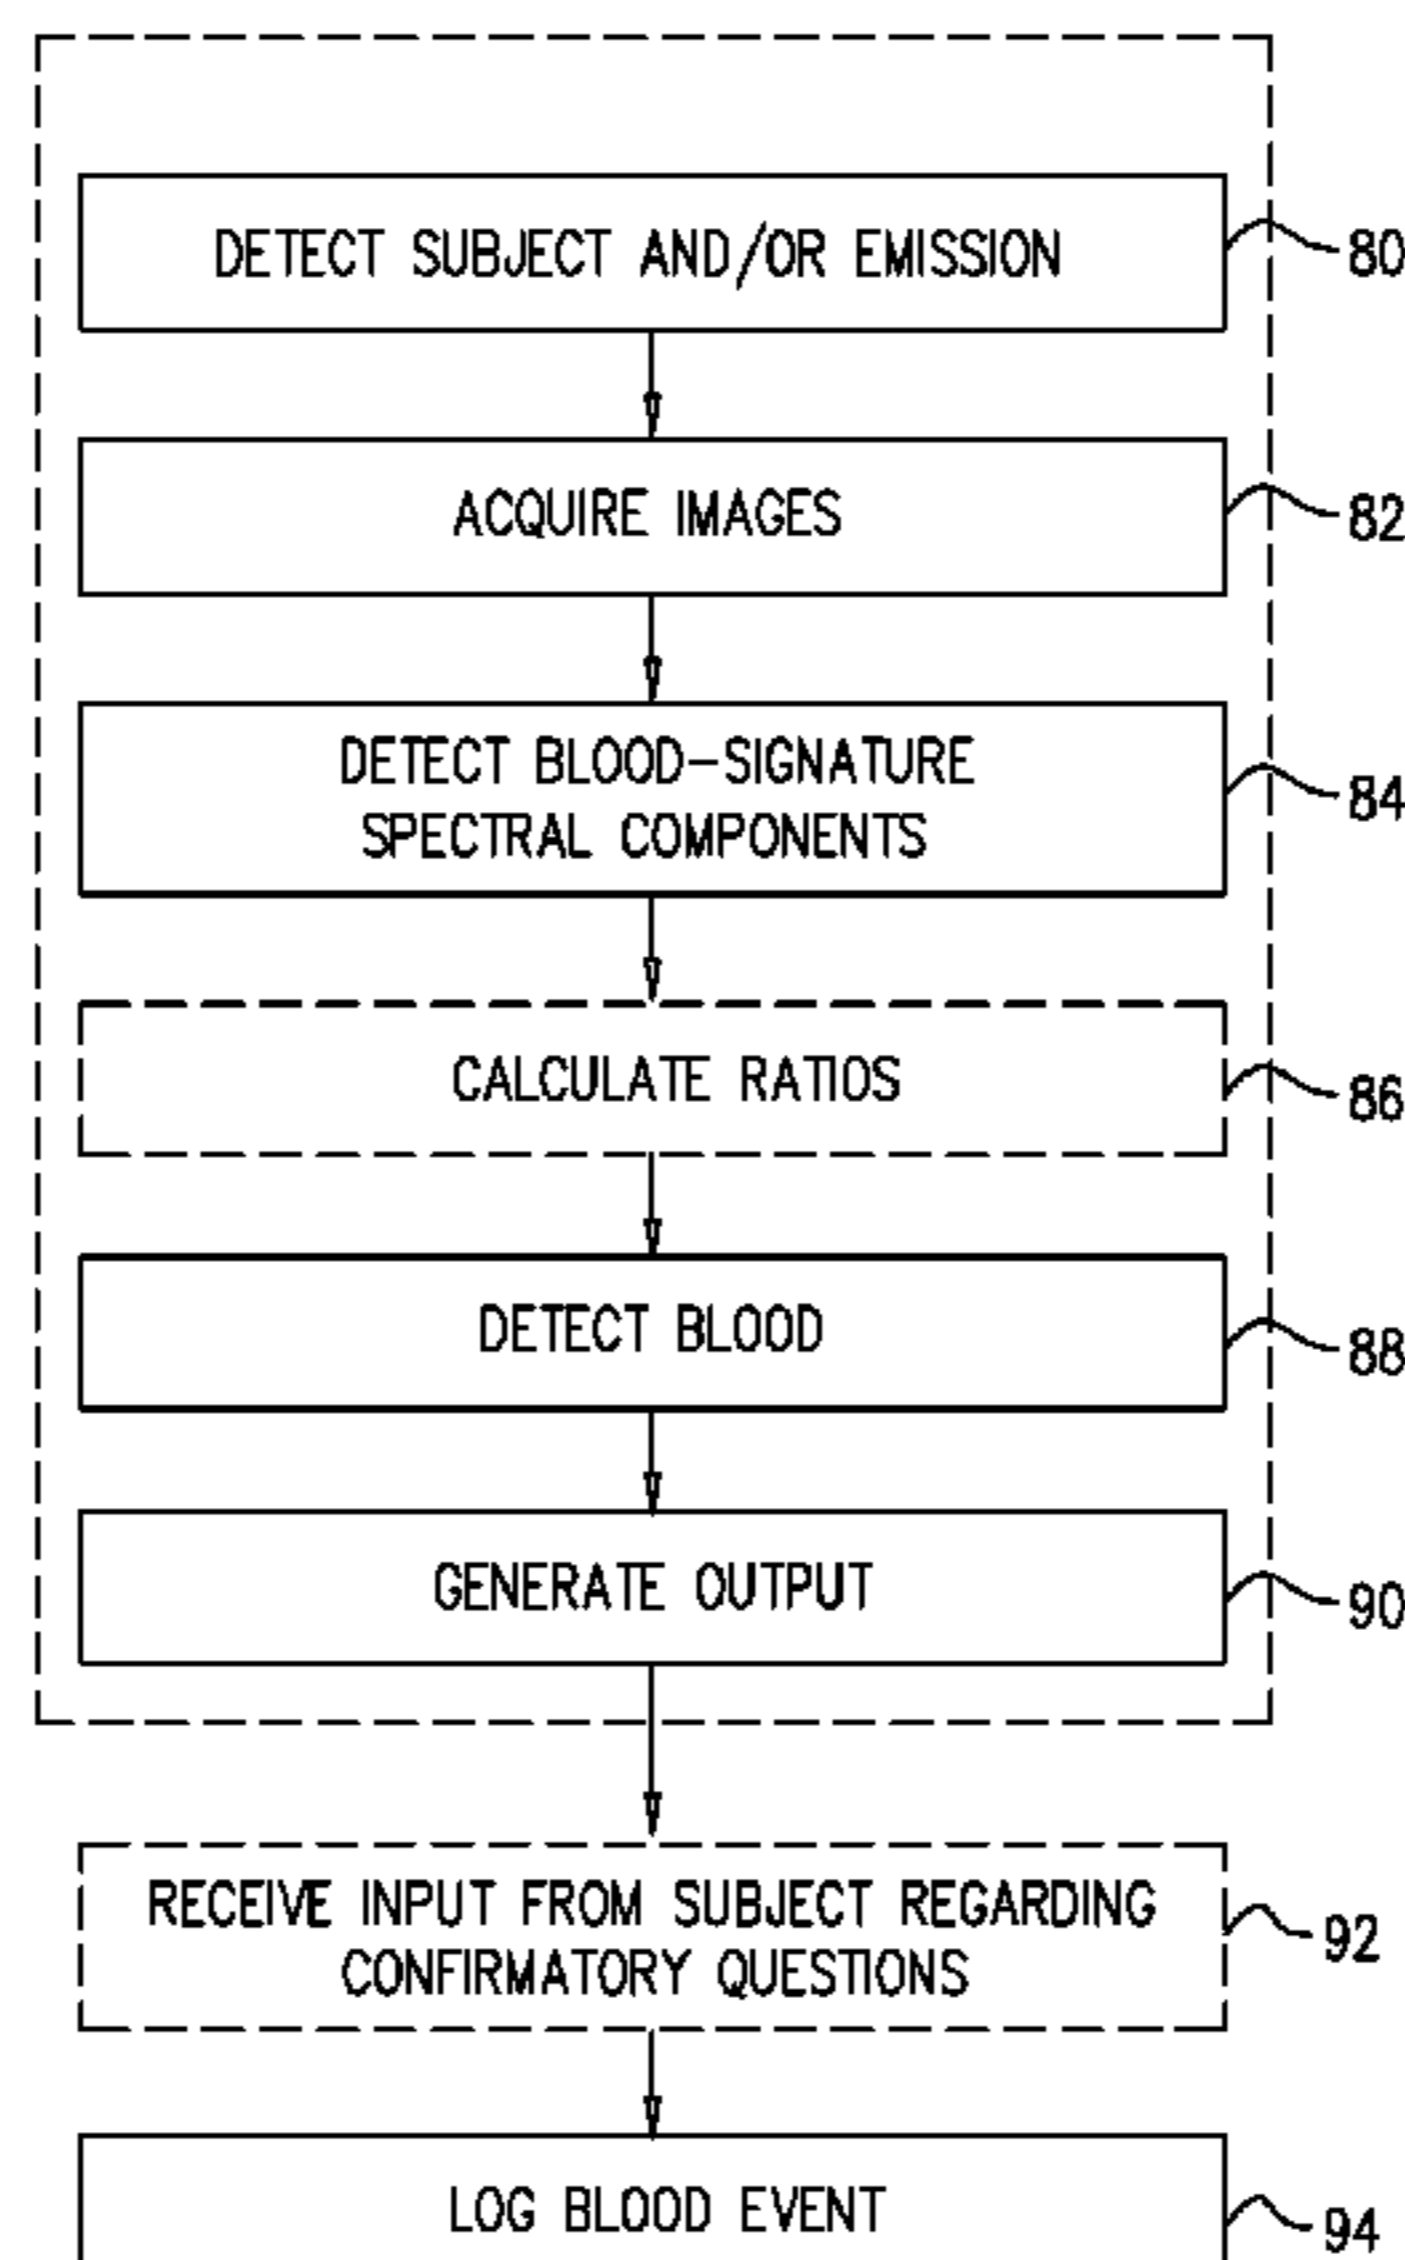 DETECT SUBJECT AND/OR EMISSION
80
ACQUIRE IMAGES
82
DETECT BLOOD-SIGNATURE
SPECTRAL COMPONENTS
84
CALCULATE RATIOS
86
DETECT BLOOD
88
GENERATE OUTPUT
90
RECEIVE INPUT FROM SUBJECT REGARDING
CONFIRMATORY QUESTIONS
92
LOG BLOOD EVENT
94